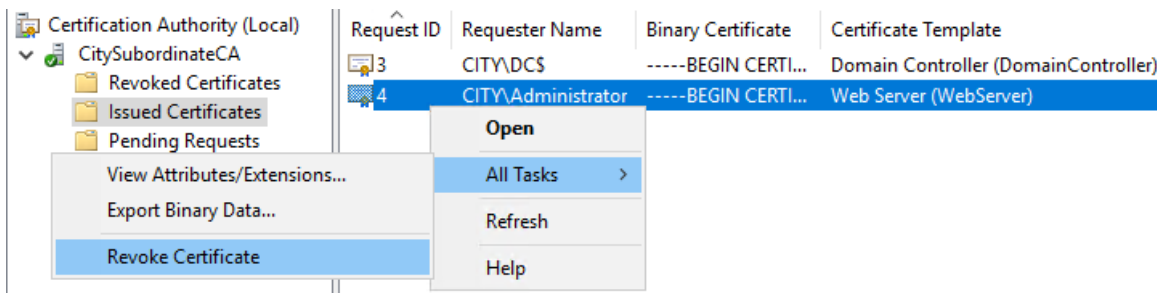 Certification Authority (Local)
CitySubordinateCA
Revoked Certificates
Issued Certificates
Pending Requests
Request ID Requester Name Binary Certificate Certificate Template
3 CITY\DC$ -----BEGIN CERTI... Domain Controller (DomainController)
4 CITY\Administrator -----BEGIN CERTI... Web Server (WebServer)
Open
All Tasks >
Refresh
Help
View Attributes/Extensions...
Export Binary Data...
Revoke Certificate